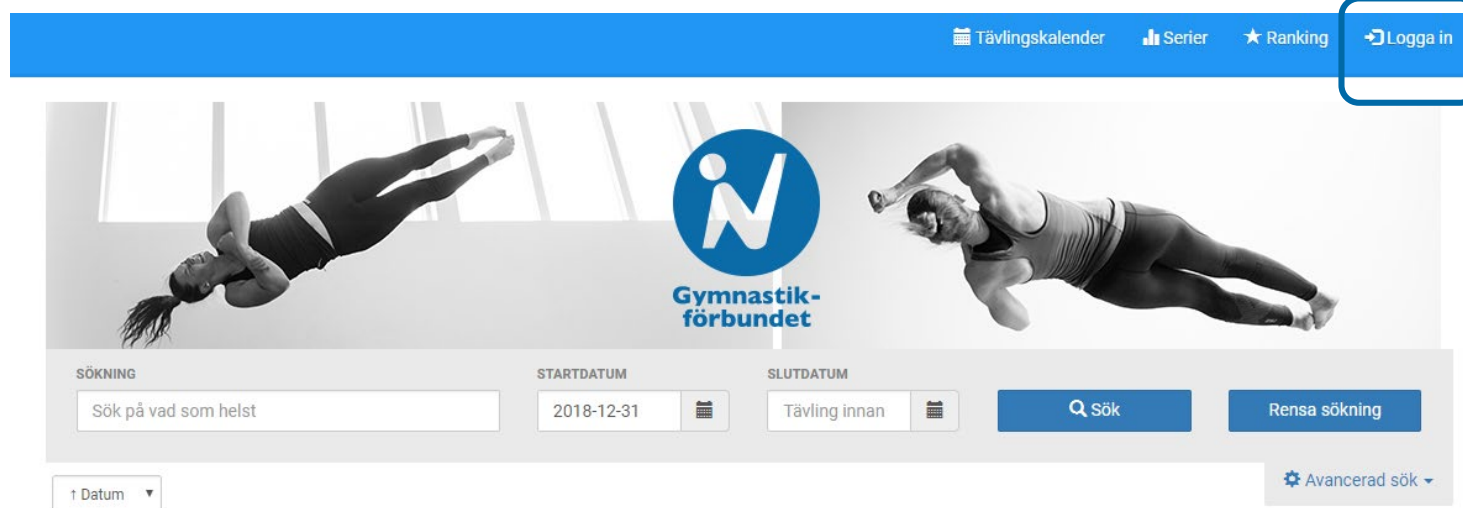 Tävlingskalender Serier Ranking Logga in
Gymnastik-
förbundet
SÖKNING STARTDATUM SLUTDATUM
Sök på vad som helst 2018-12-31 Tävling innan Sök Rensa sökning
↑ Datum ▼ Avancerad sök